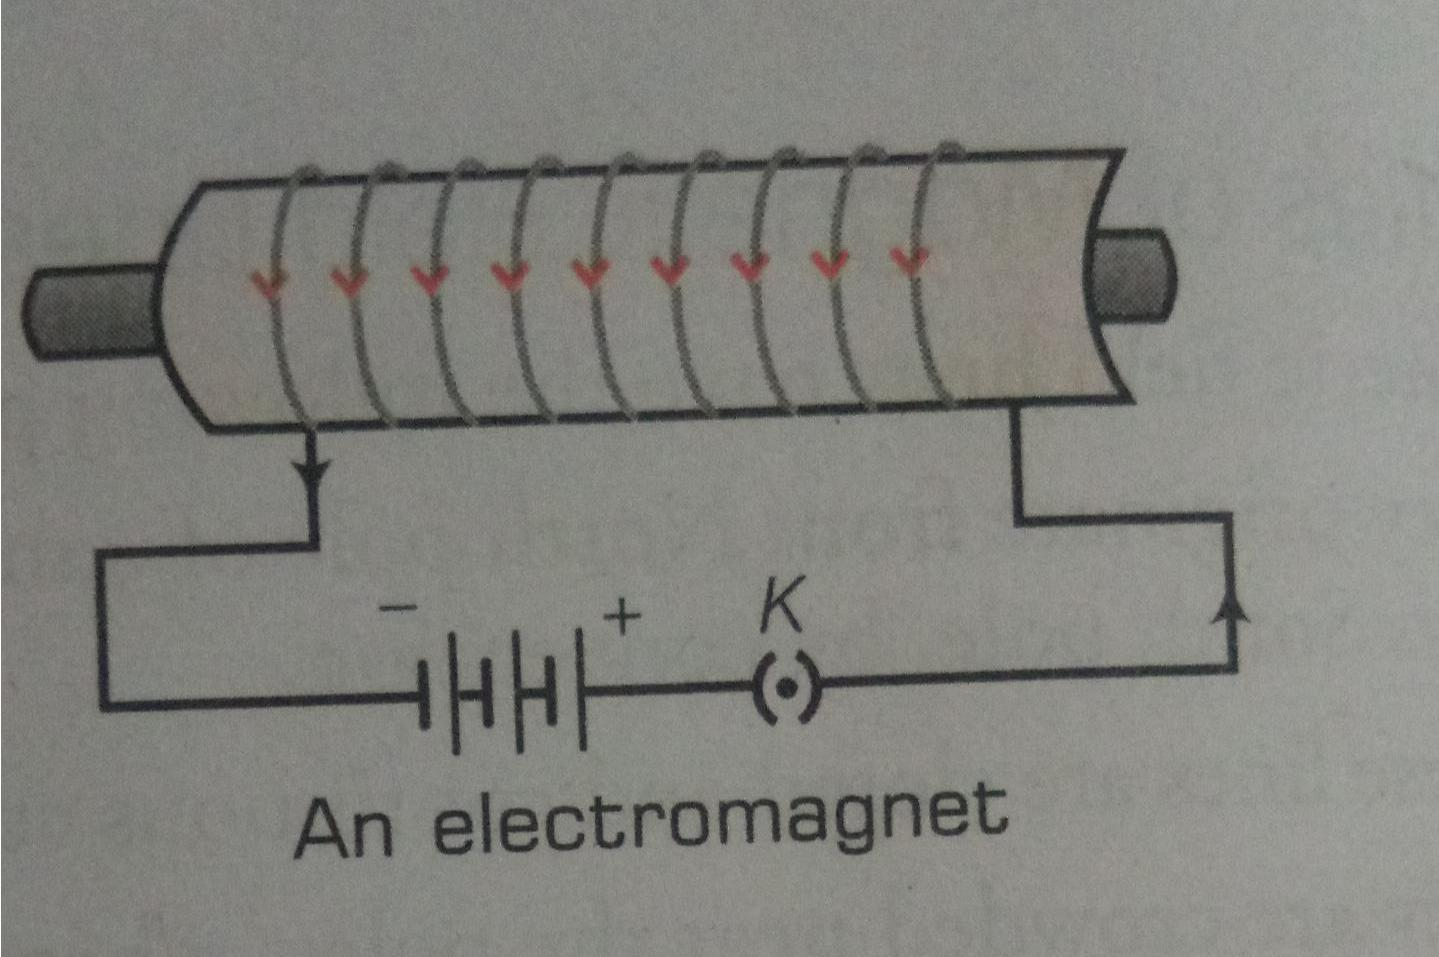 − + K
An electromagnet